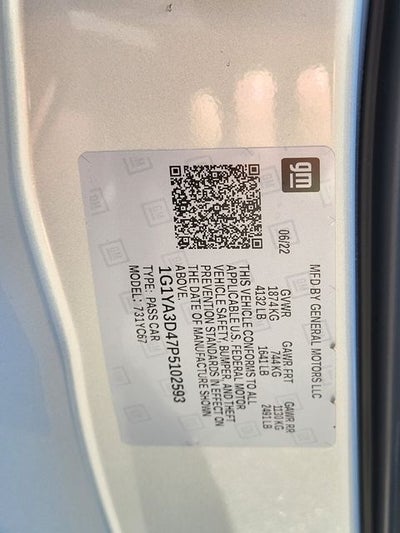 gm
MFD BY GENERAL MOTORS LLC
06/22
GVWR GAWR FRT GAWR RR
1874 KG 744 KG 1130 KG
4132 LB 1641 LB 2491 LB
THIS VEHICLE CONFORMS TO ALL
APPLICABLE U.S. FEDERAL MOTOR
VEHICLE SAFETY, BUMPER, AND THEFT
PREVENTION STANDARDS IN EFFECT ON
THE DATE OF MANUFACTURE SHOWN
ABOVE.
1G1YA3D47P5102593
TYPE: PASS CAR
MODEL: 731YC67